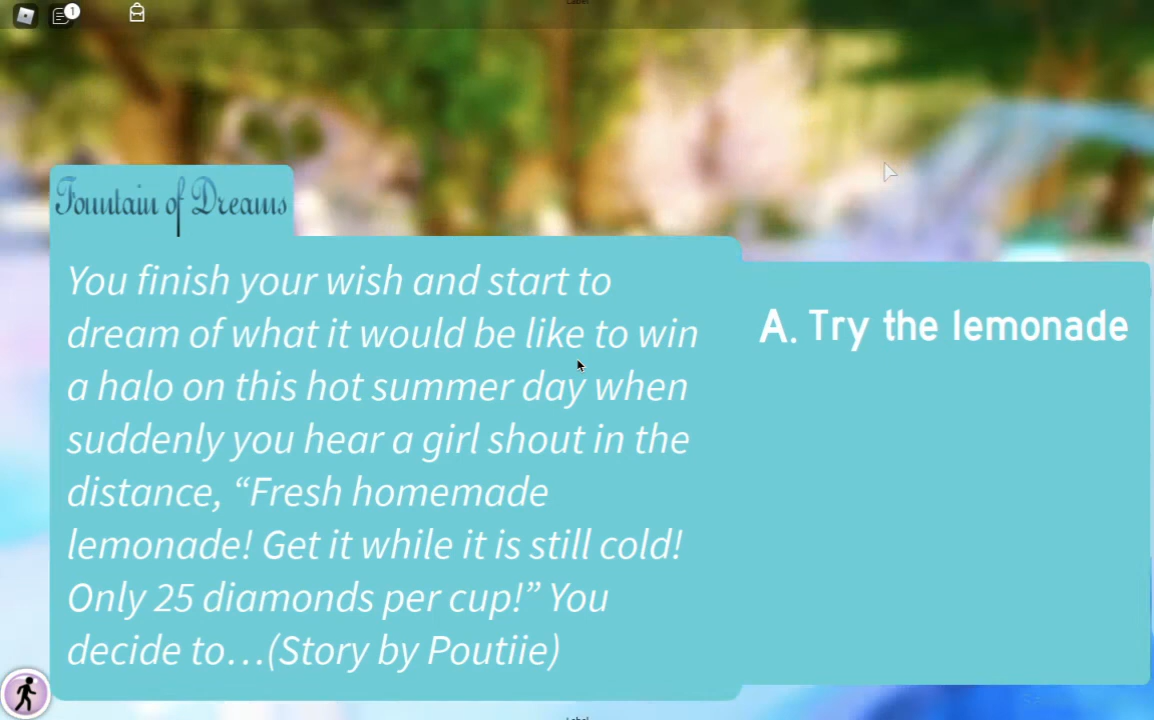 1
Fountain of Dreams
You finish your wish and start to
dream of what it would be like to win
a halo on this hot summer day when
suddenly you hear a girl shout in the
distance, “Fresh homemade
lemonade! Get it while it is still cold!
Only 25 diamonds per cup!” You
decide to...(Story by Poutiie)
A. Try the lemonade